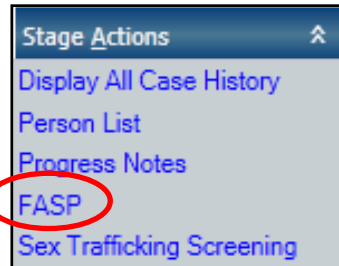 Stage Actions
Display All Case History
Person List
Progress Notes
FASP
Sex Trafficking Screening